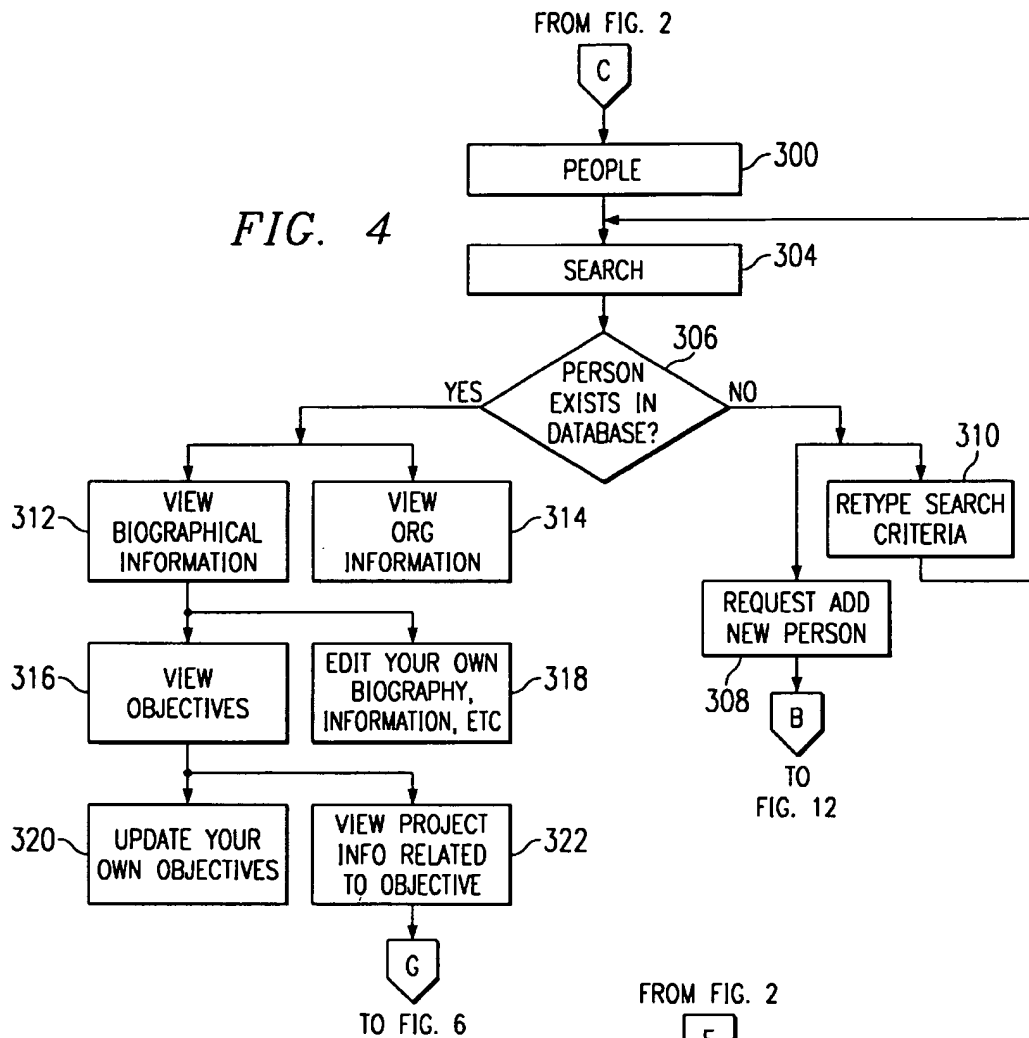 FROM FIG. 2
C
PEOPLE
300
FIG. 4
SEARCH
304
306
PERSON
EXISTS IN
DATABASE?
YES
NO
312
VIEW
BIOGRAPHICAL
INFORMATION
VIEW
ORG
INFORMATION
314
310
RETYPE SEARCH
CRITERIA
REQUEST ADD
NEW PERSON
308
B
TO
FIG. 12
316
VIEW
OBJECTIVES
EDIT YOUR OWN
BIOGRAPHY,
INFORMATION, ETC
318
320
UPDATE YOUR
OWN OBJECTIVES
VIEW PROJECT
INFO RELATED
TO OBJECTIVE
322
G
TO FIG. 6
FROM FIG. 2